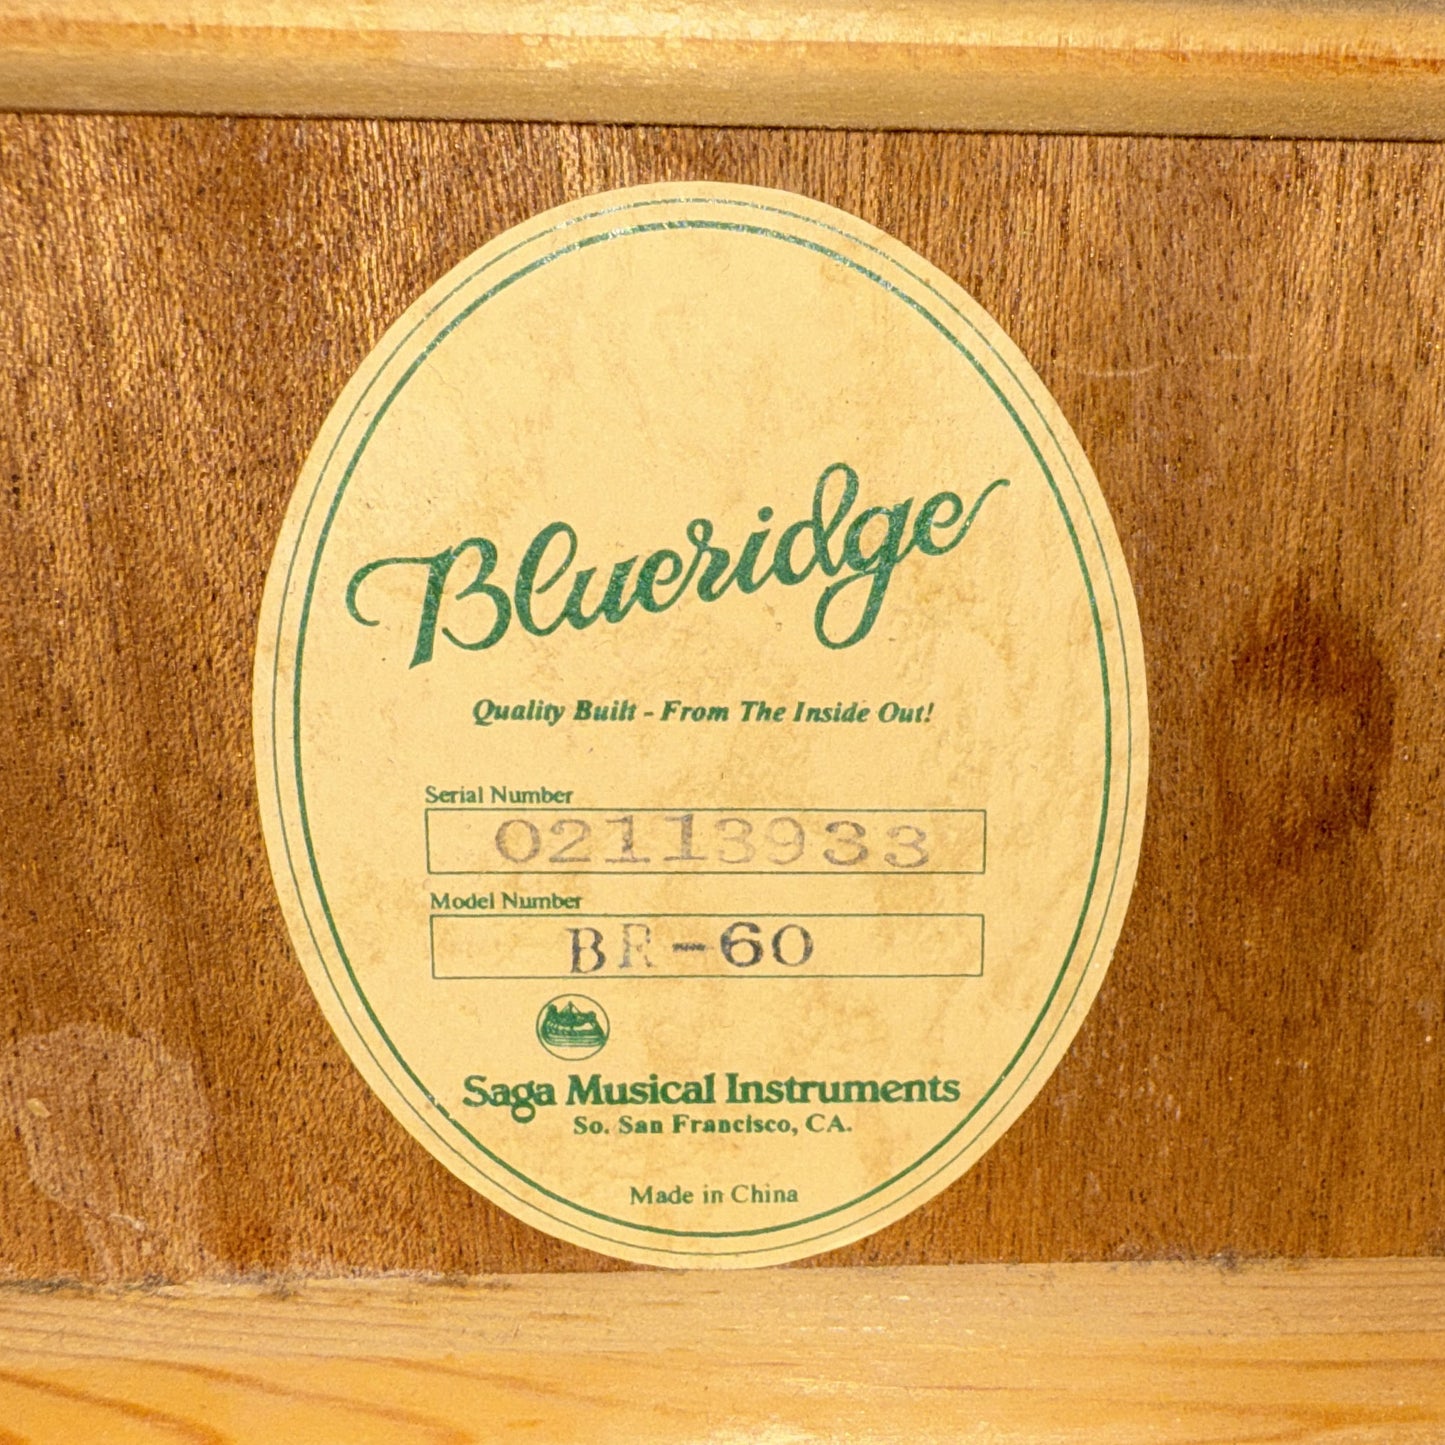 Blueridge
Quality Built - From The Inside Out!
Serial Number
02113933
Model Number
BR-60
Saga Musical Instruments
So. San Francisco, CA.
Made in China